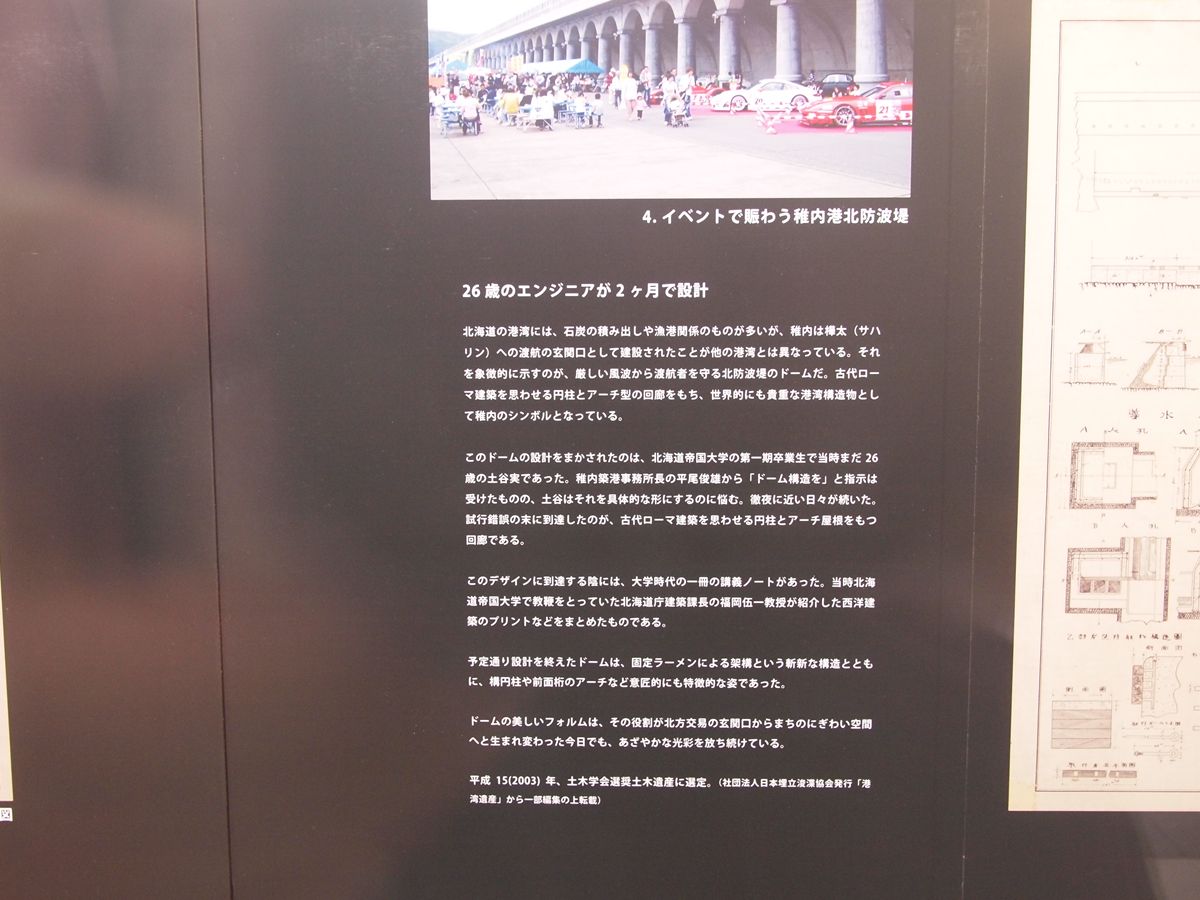 4. イベントで賑わう稚内港北防波堤
26 歳のエンジニアが 2 ヶ月で設計
北海道の港湾には、石炭の積み出しや漁港関係のものが多いが、稚内は樺太（サハ
リン）への渡航の玄関口として建設されたことが他の港湾とは異なっている。それ
を象徴的に示すのが、厳しい風波から渡航者を守る北防波堤のドームだ。古代ロー
マ建築を思わせる円柱とアーチ型の回廊をもち、世界的にも貴重な港湾構造物とし
て稚内のシンボルとなっている。
このドームの設計をまかされたのは、北海道帝国大学の第一期卒業生で当時まだ 26
歳の土谷実であった。稚内築港事務所長の平尾俊雄から「ドーム構造を」と指示は
受けたものの、土谷はそれを具体的な形にするのに悩む。徹夜に近い日々が続いた。
試行錯誤の末に到達したのが、古代ローマ建築を思わせる円柱とアーチ屋根をもつ
回廊である。
このデザインに到達する陰には、大学時代の一冊の講義ノートがあった。当時北海
道帝国大学で教鞭をとっていた北海道庁建築課長の福岡伍一教授が紹介した西洋建
築のプリントなどをまとめたものである。
予定通り設計を終えたドームは、固定ラーメンによる架構という斬新な構造ととも
に、構円柱や前面桁のアーチなど意匠的にも特徴的な姿であった。
ドームの美しいフォルムは、その役割が北方交易の玄関口からまちのにぎわい空間
へと生まれ変わった今日でも、あざやかな光彩を放ち続けている。
平成 15(2003) 年、土木学会選奨土木遺産に選定。（社団法人日本埋立浚渫協会発行「港
湾遺産」から一部編集の上転載）
図
21
A-A
B-B
導水
A 人孔
B 人孔